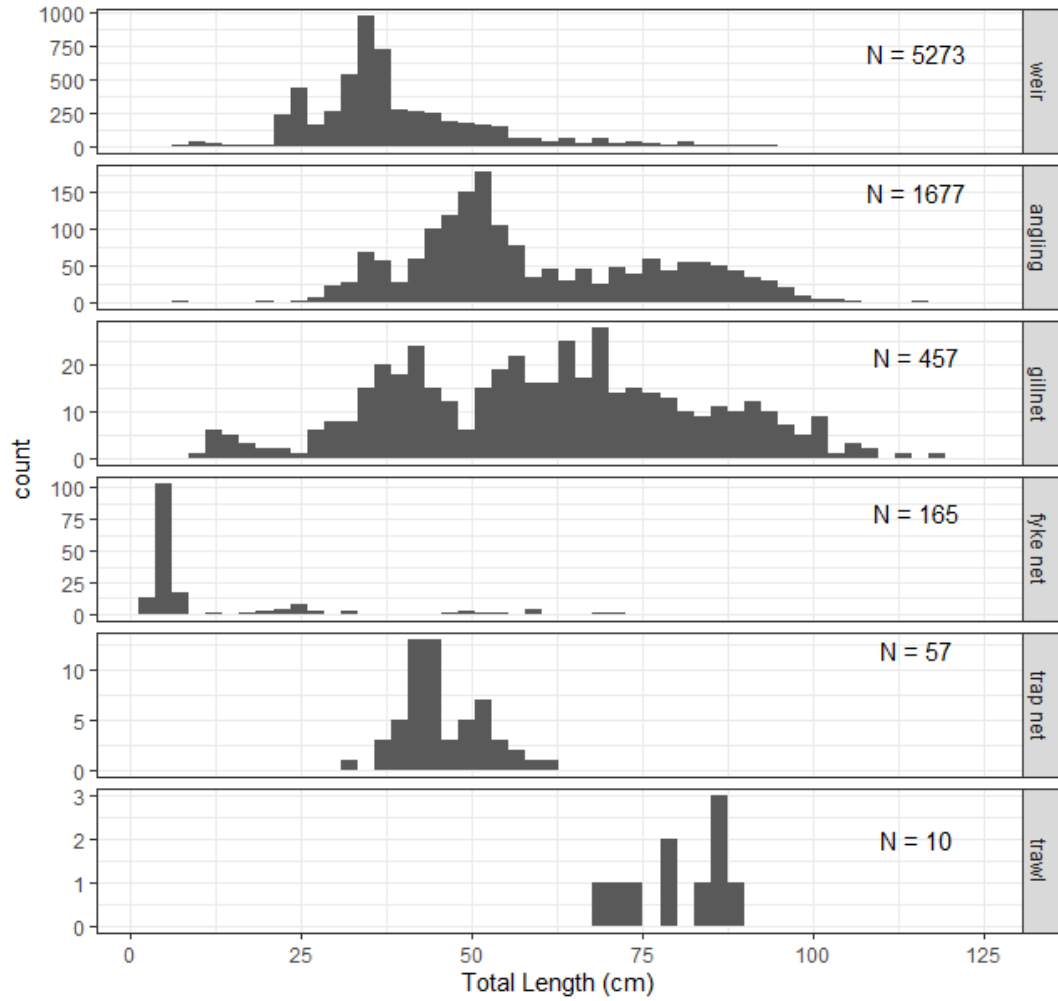 1000
750
500
250
0
N = 5273
weir
150
100
50
0
N = 1677
angling
20
10
0
N = 457
gillnet
count
100
75
50
25
0
N = 165
fyke net
10
5
0
N = 57
trap net
3
2
1
0
N = 10
trawl
0 25 50 75 100 125
Total Length (cm)